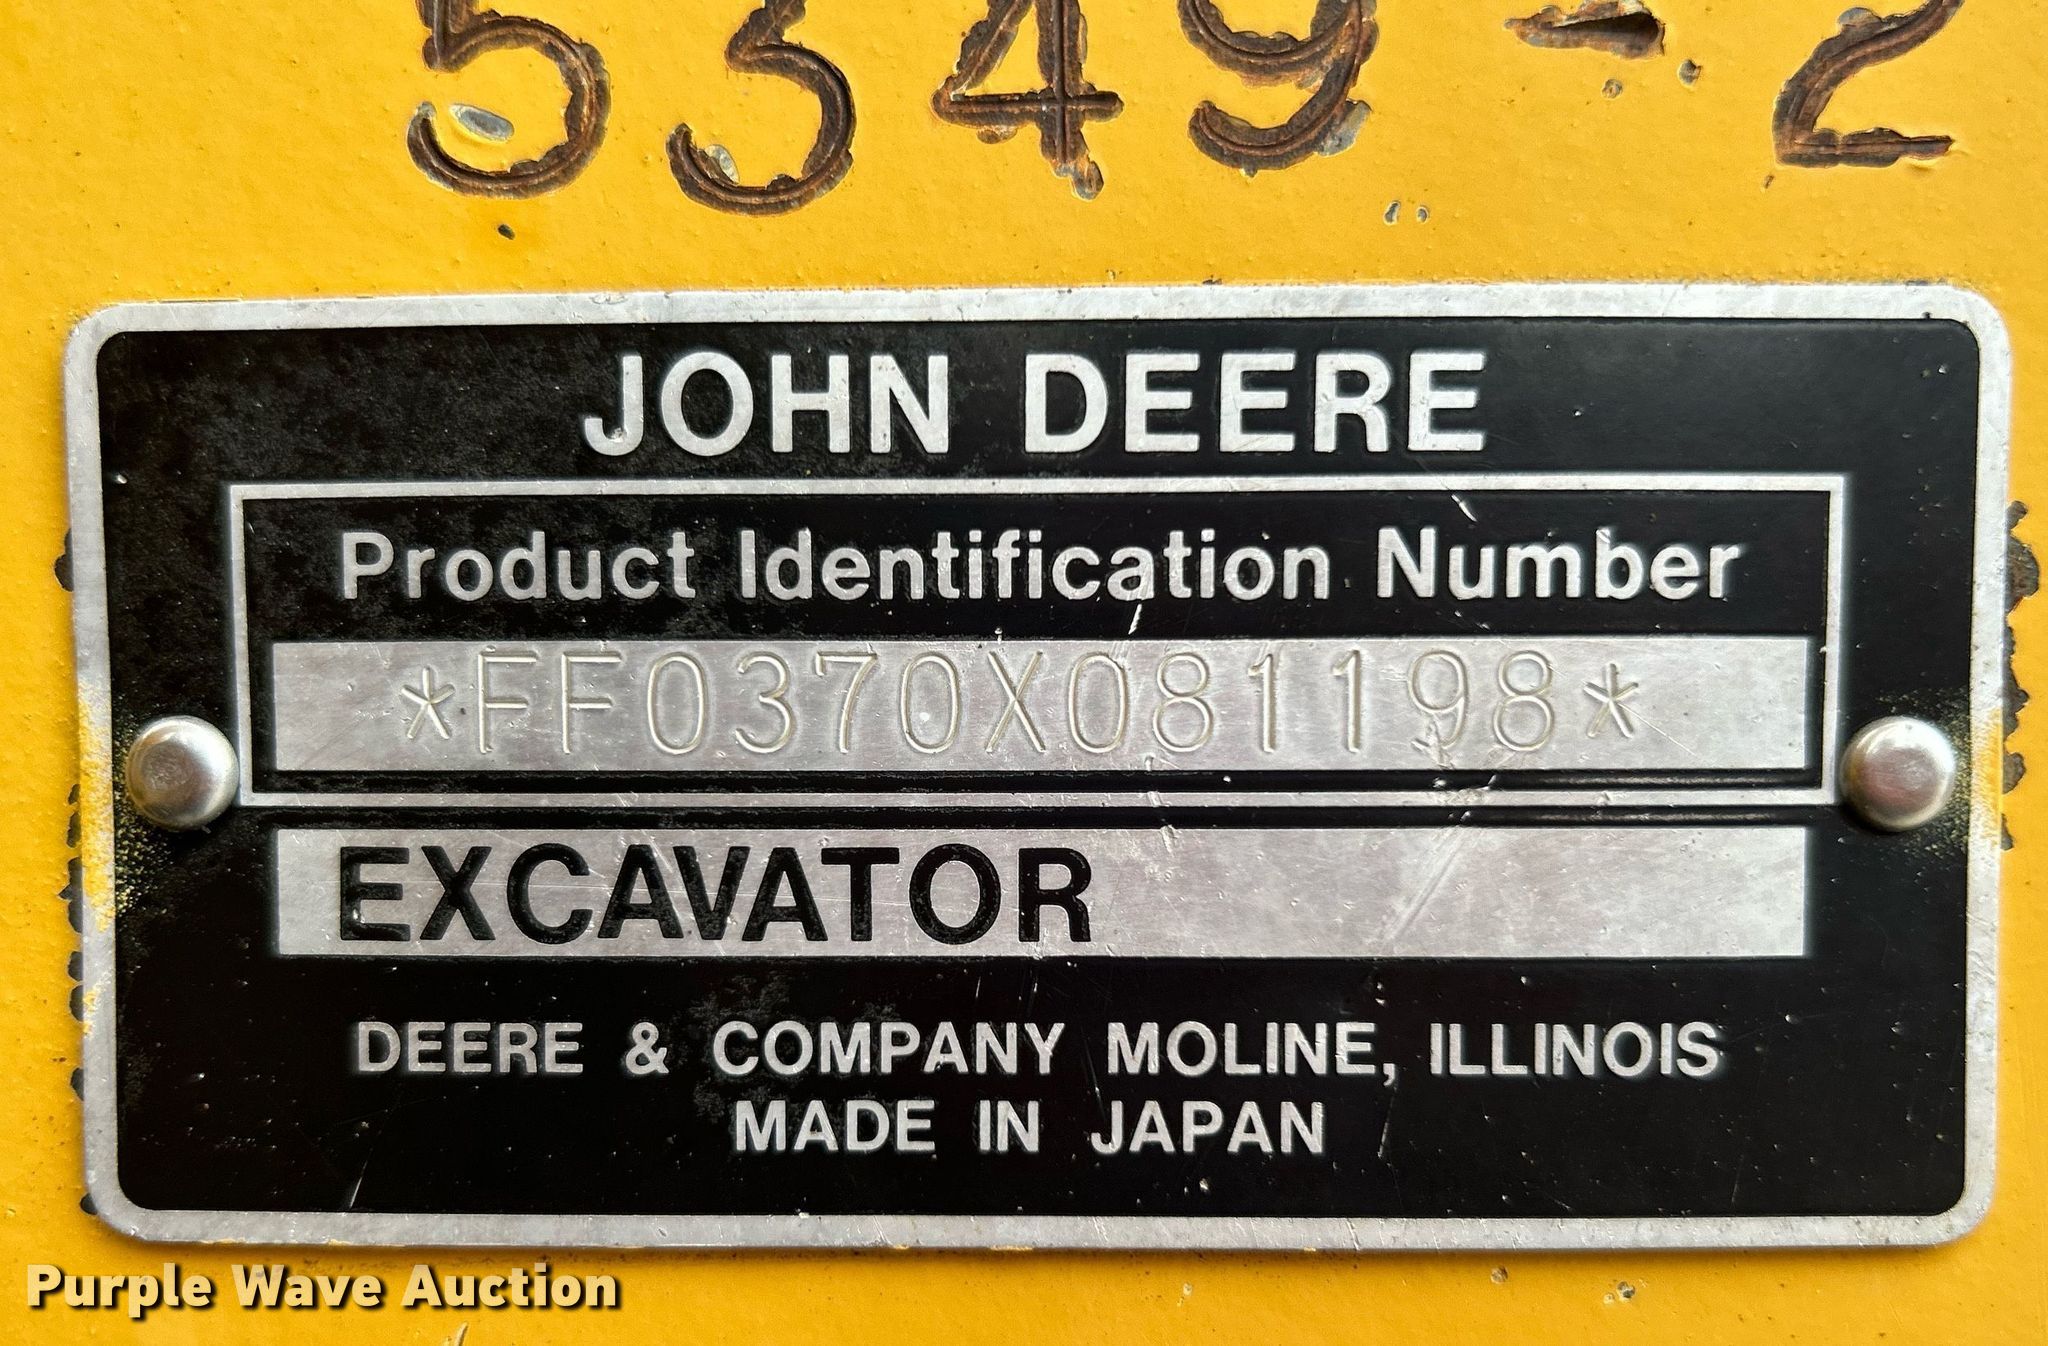 5349-2
JOHN DEERE
Product Identification Number
*FF0370X081198*
EXCAVATOR
DEERE & COMPANY MOLINE, ILLINOIS
MADE IN JAPAN
Purple Wave Auction